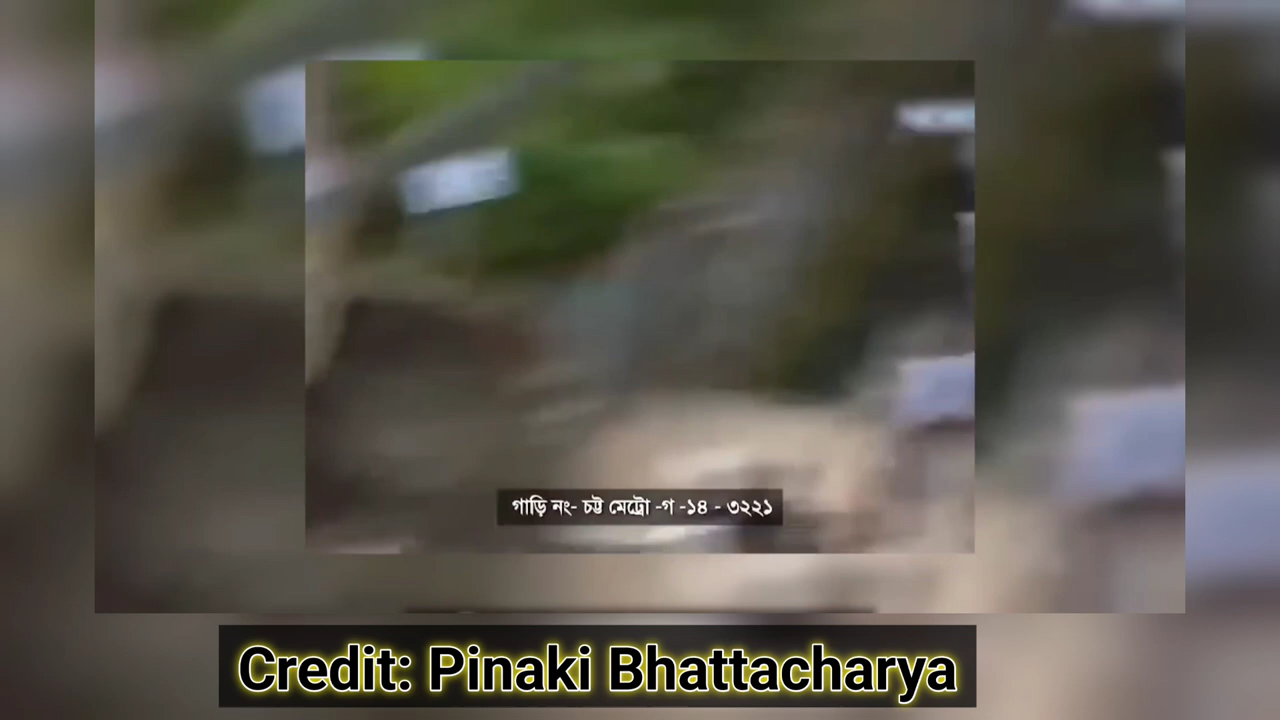 গাড়ি নং- চট্ট মেট্রো -গ -১৪ - ৩২২১
Credit: Pinaki Bhattacharya